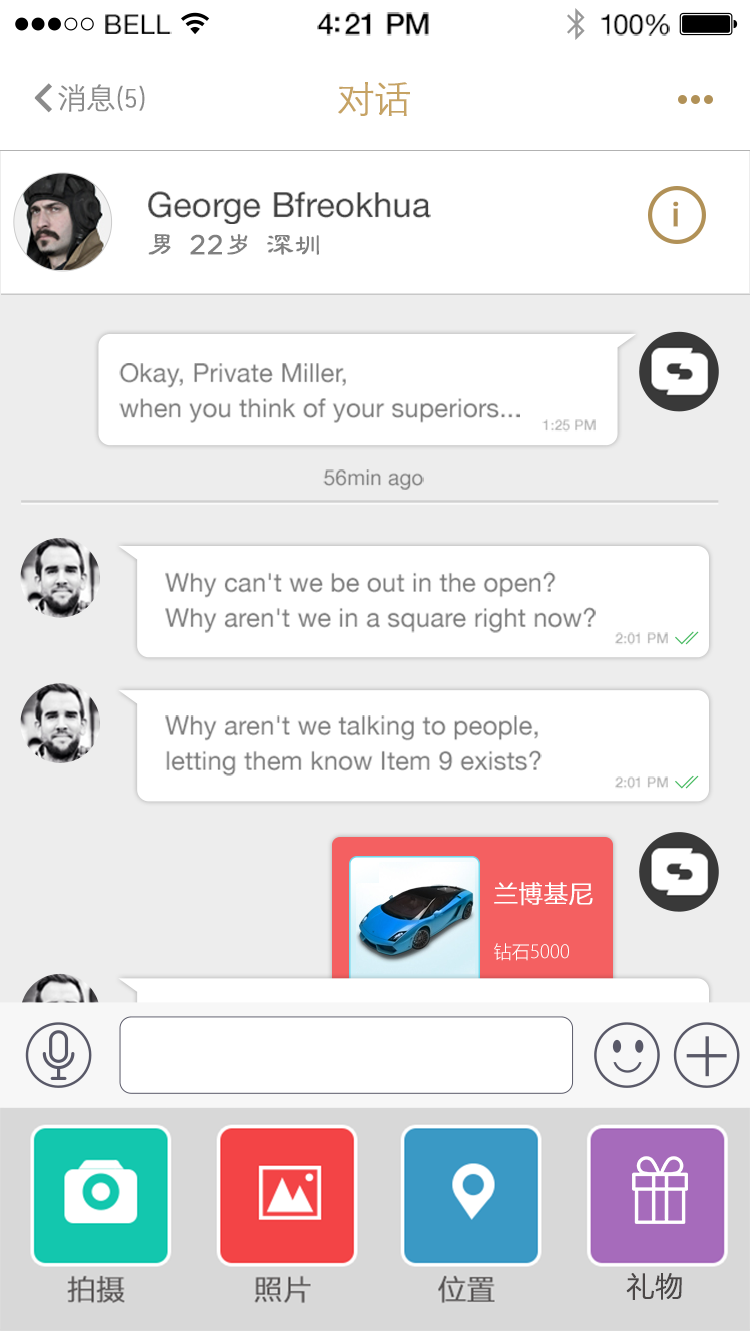 BELL 4:21 PM 100%
消息(5) 对话
George Bfreokhua
男 22岁 深圳
i
Okay, Private Miller,
when you think of your superiors...
1:25 PM
56min ago
Why can't we be out in the open?
Why aren't we in a square right now?
2:01 PM
Why aren't we talking to people,
letting them know Item 9 exists?
2:01 PM
兰博基尼
钻石5000
拍摄 照片 位置 礼物